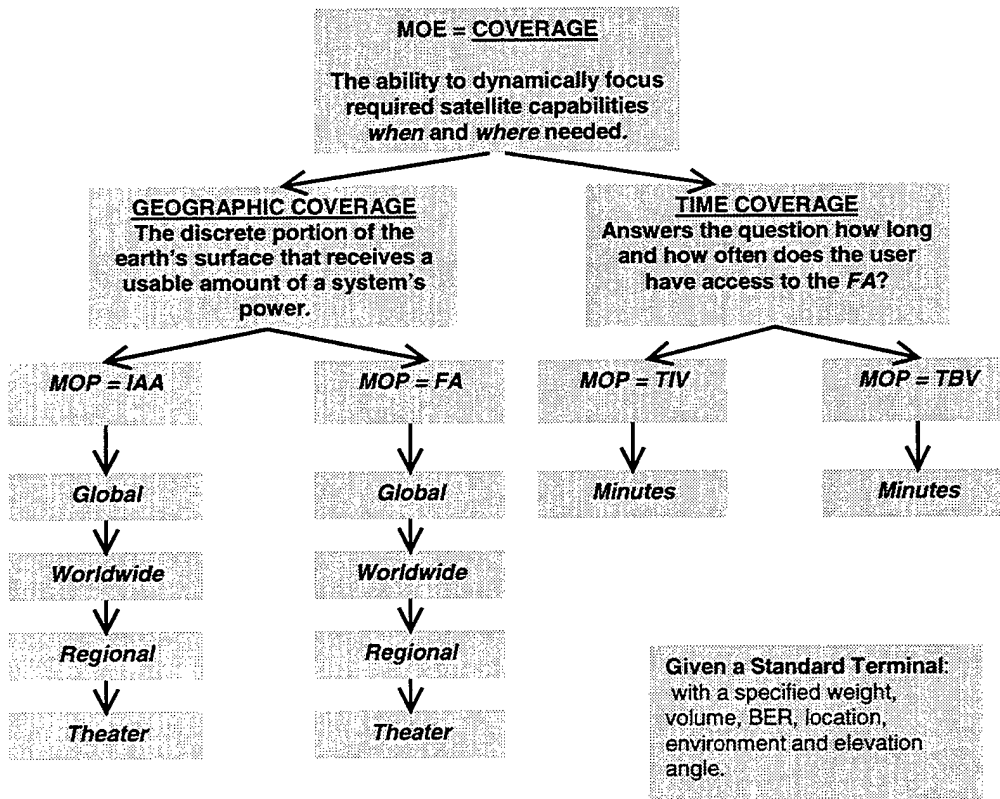 MOE = COVERAGE
The ability to dynamically focus
required satellite capabilities
when and where needed.
GEOGRAPHIC COVERAGE
The discrete portion of the
earth's surface that receives a
usable amount of a system's
power.
TIME COVERAGE
Answers the question how long
and how often does the user
have access to the FA?
MOP = IAA
MOP = FA
MOP = TIV
MOP = TBV
Global
Global
Minutes
Minutes
Worldwide
Worldwide
Regional
Regional
Theater
Theater
Given a Standard Terminal:
with a specified weight,
volume, BER, location,
environment and elevation
angle.